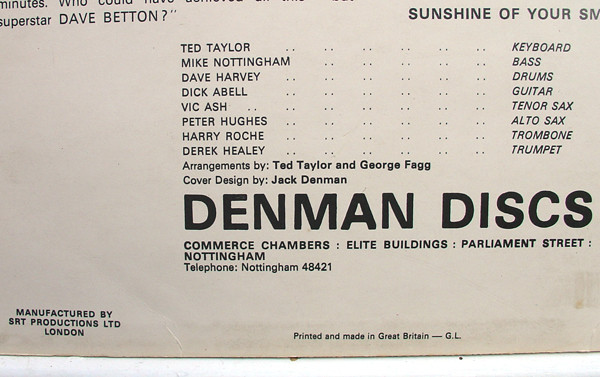 minutes. Who could have achieved all this
superstar DAVE BETTON?"
SUNSHINE OF YOUR SM
TED TAYLOR .. .. .. .. .. .. KEYBOARD
MIKE NOTTINGHAM .. .. .. .. .. .. BASS
DAVE HARVEY .. .. .. .. .. .. DRUMS
DICK ABELL .. .. .. .. .. .. GUITAR
VIC ASH .. .. .. .. .. .. .. TENOR SAX
PETER HUGHES .. .. .. .. .. .. ALTO SAX
HARRY ROCHE .. .. .. .. .. .. TROMBONE
DEREK HEALEY .. .. .. .. .. .. TRUMPET
Arrangements by: Ted Taylor and George Fagg
Cover Design by: Jack Denman
DENMAN DISCS
COMMERCE CHAMBERS : ELITE BUILDINGS : PARLIAMENT STREET :
NOTTINGHAM
Telephone: Nottingham 48421
MANUFACTURED BY
SRT PRODUCTIONS LTD
LONDON
Printed and made in Great Britain — G.L.